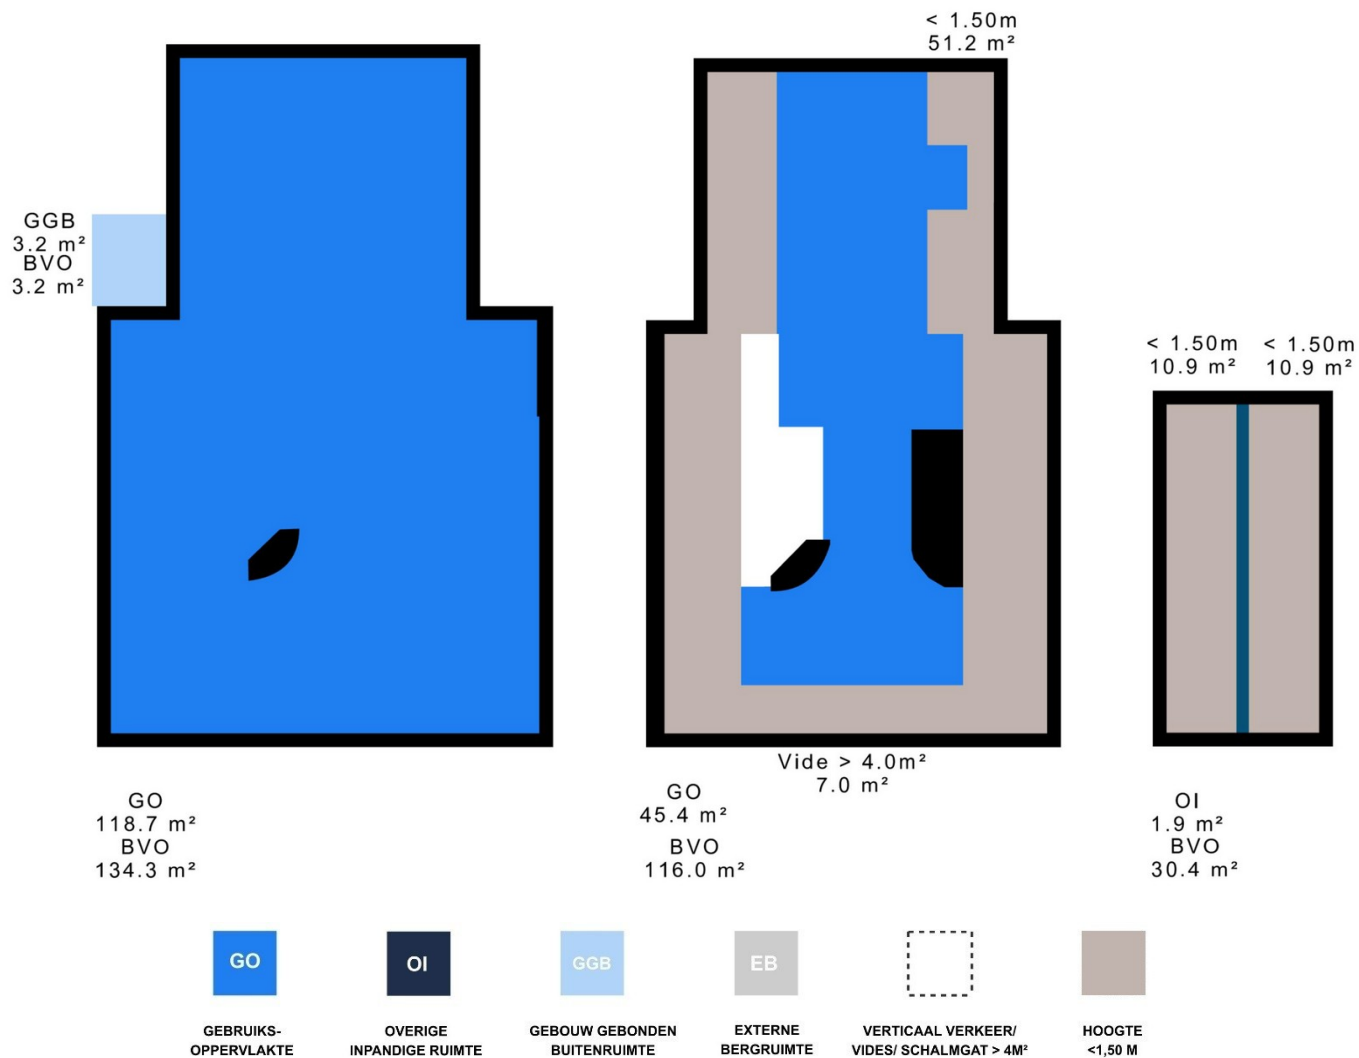 < 1.50m
51.2 m²
GGB
3.2 m²
BVO
3.2 m²
< 1.50m
10.9 m²
< 1.50m
10.9 m²
Vide > 4.0m²
7.0 m²
GO
118.7 m²
BVO
134.3 m²
GO
45.4 m²
BVO
116.0 m²
OI
1.9 m²
BVO
30.4 m²
GO
OI
GGB
EB
GEBRUIKS-
OPPERVLAKTE
OVERIGE
INPANDIGE RUIMTE
GEBOUW GEBONDEN
BUITENRUIMTE
EXTERNE
BERGRUIMTE
VERTICAAL VERKEER/
VIDES/ SCHALMGAT > 4M²
HOOGTE
<1,50 M